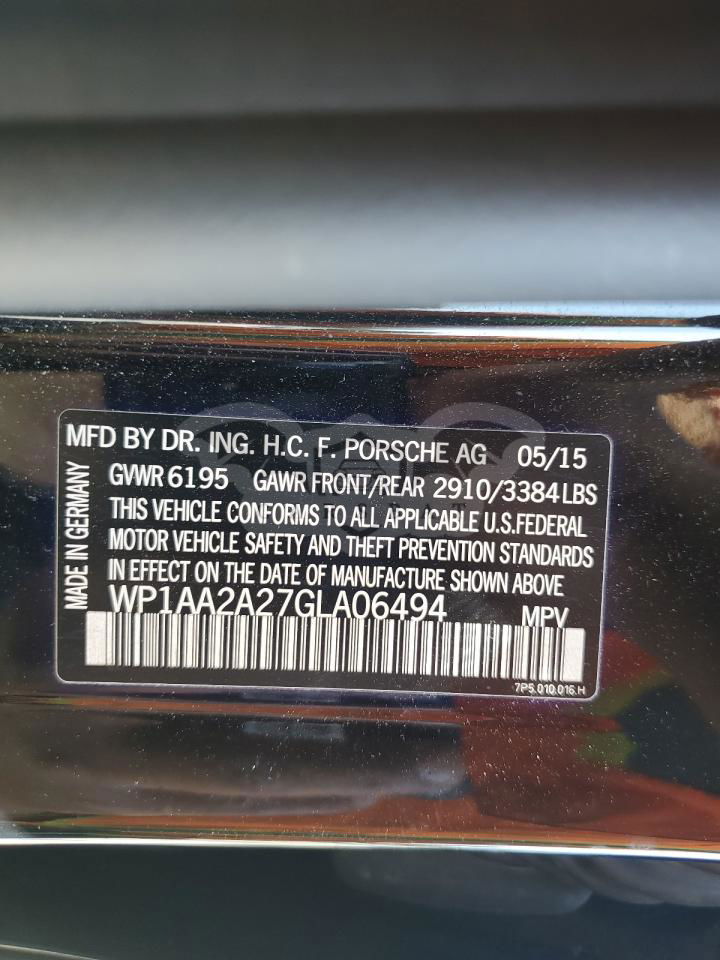 MFD BY DR. ING. H.C. F. PORSCHE AG 05/15
GVWR 6195 GAWR FRONT/REAR 2910/3384 LBS
THIS VEHICLE CONFORMS TO ALL APPLICABLE U.S.FEDERAL
MOTOR VEHICLE SAFETY AND THEFT PREVENTION STANDARDS
IN EFFECT ON THE DATE OF MANUFACTURE SHOWN ABOVE
WP1AA2A27GLA06494 MPV
7P5.010.016.H
MADE IN GERMANY